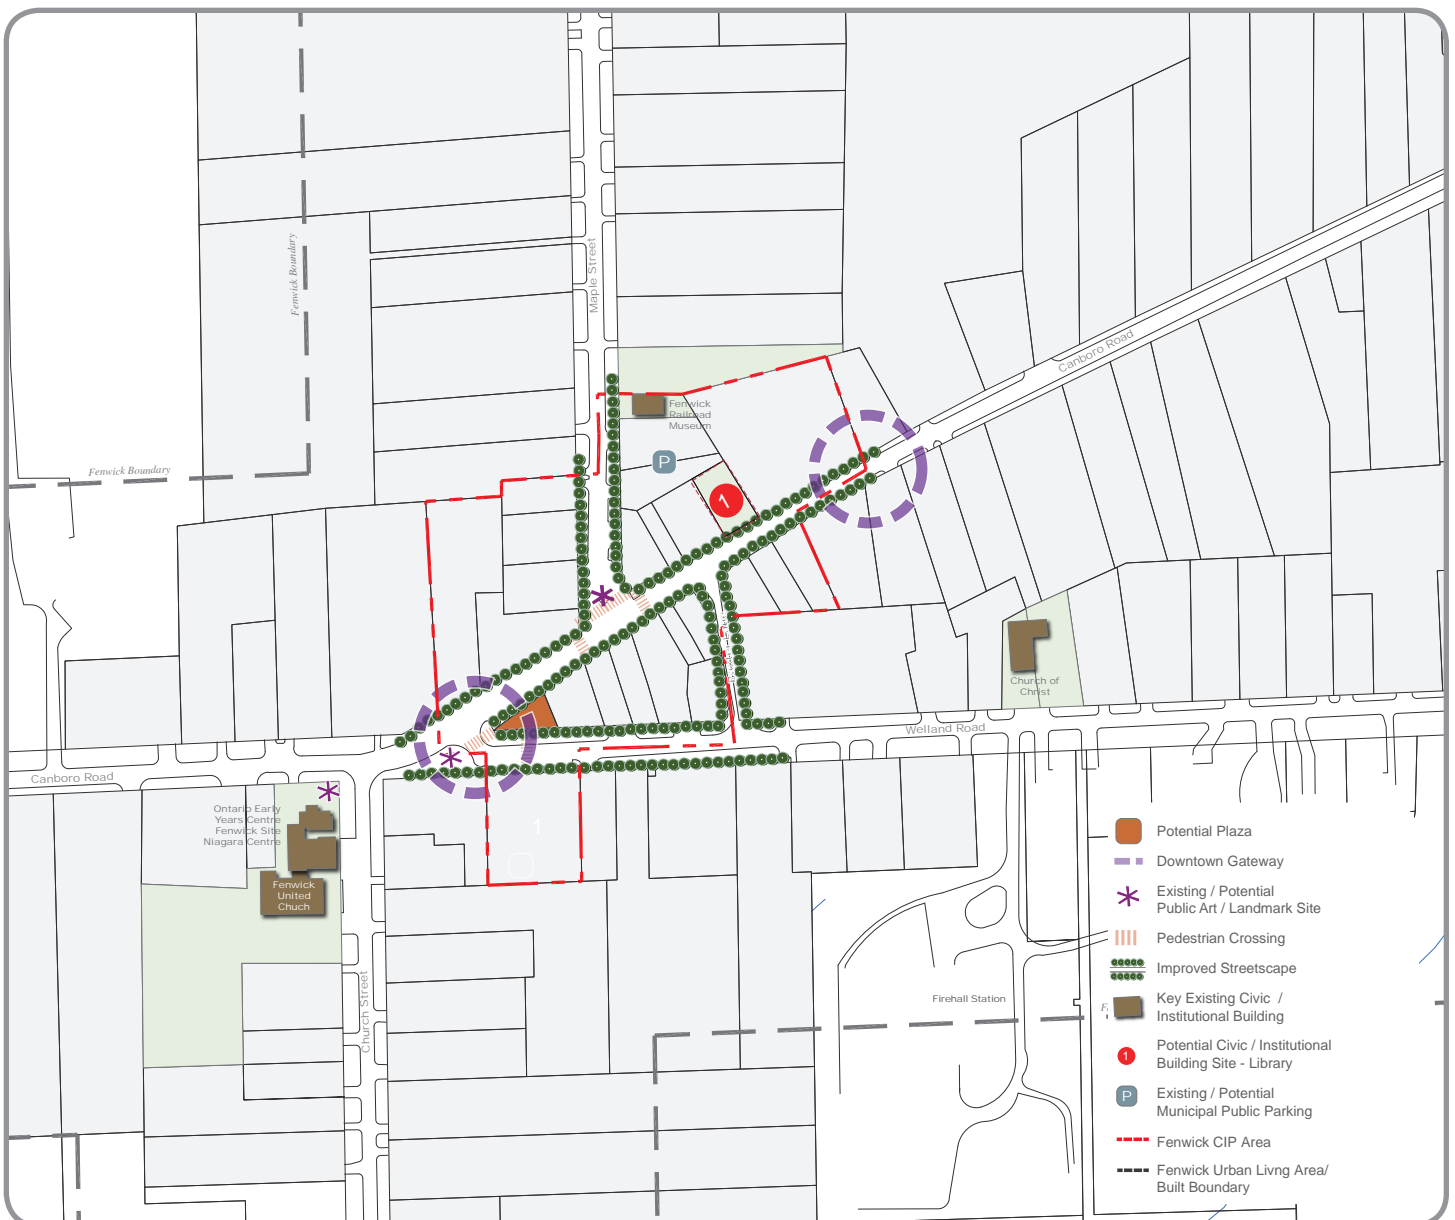 Maple Street
Fenwick Boundary
Canboro Road
Fenwick
Railroad
Museum
P
1
Fenwick Boundary
Church of
Christ
Welland Road
Canboro Road
Ontario Early
Years Centre
Fenwick Site
Niagara Centre
1
Fenwick
United
Chuch
Church Street
Firehall Station
Potential Plaza
Downtown Gateway
Existing / Potential
Public Art / Landmark Site
Pedestrian Crossing
Improved Streetscape
Key Existing Civic /
Institutional Building
1
Potential Civic / Institutional
Building Site - Library
P
Existing / Potential
Municipal Public Parking
Fenwick CIP Area
Fenwick Urban Livng Area/
Built Boundary